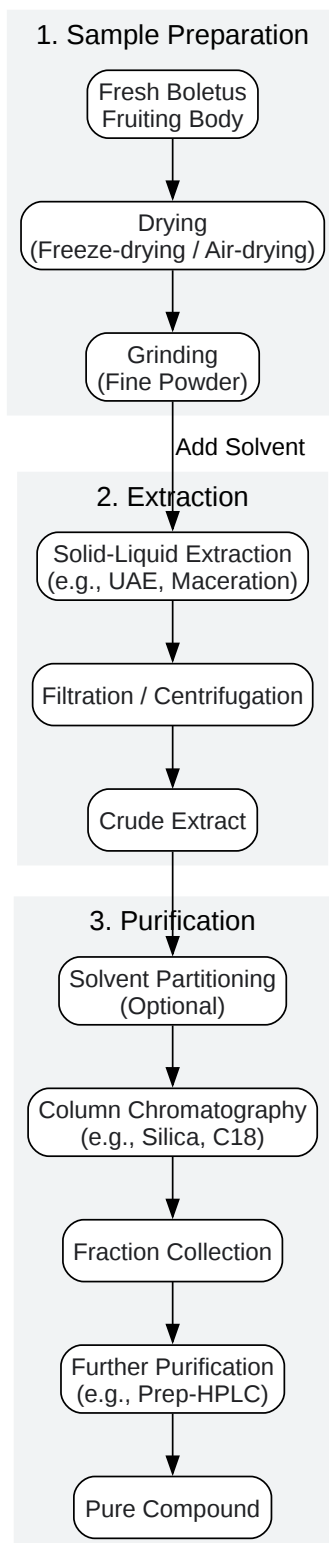 1. Sample Preparation
Fresh Boletus
Fruiting Body
Drying
(Freeze-drying / Air-drying)
Grinding
(Fine Powder)
Add Solvent
2. Extraction
Solid-Liquid Extraction
(e.g., UAE, Maceration)
Filtration / Centrifugation
Crude Extract
3. Purification
Solvent Partitioning
(Optional)
Column Chromatography
(e.g., Silica, C18)
Fraction Collection
Further Purification
(e.g., Prep-HPLC)
Pure Compound